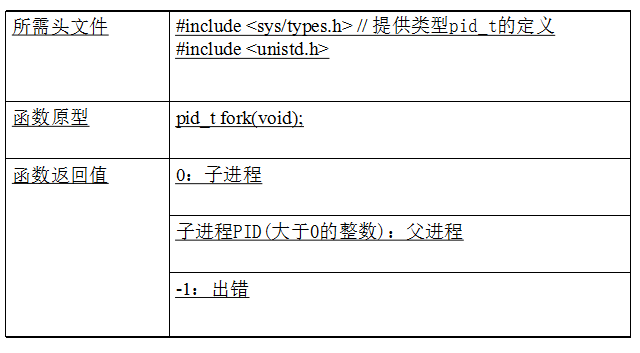 所需头文件
#include <sys/types.h> // 提供类型pid_t的定义
#include <unistd.h>
函数原型
pid_t fork(void);
函数返回值
0：子进程
子进程PID(大于0的整数)：父进程
-1：出错